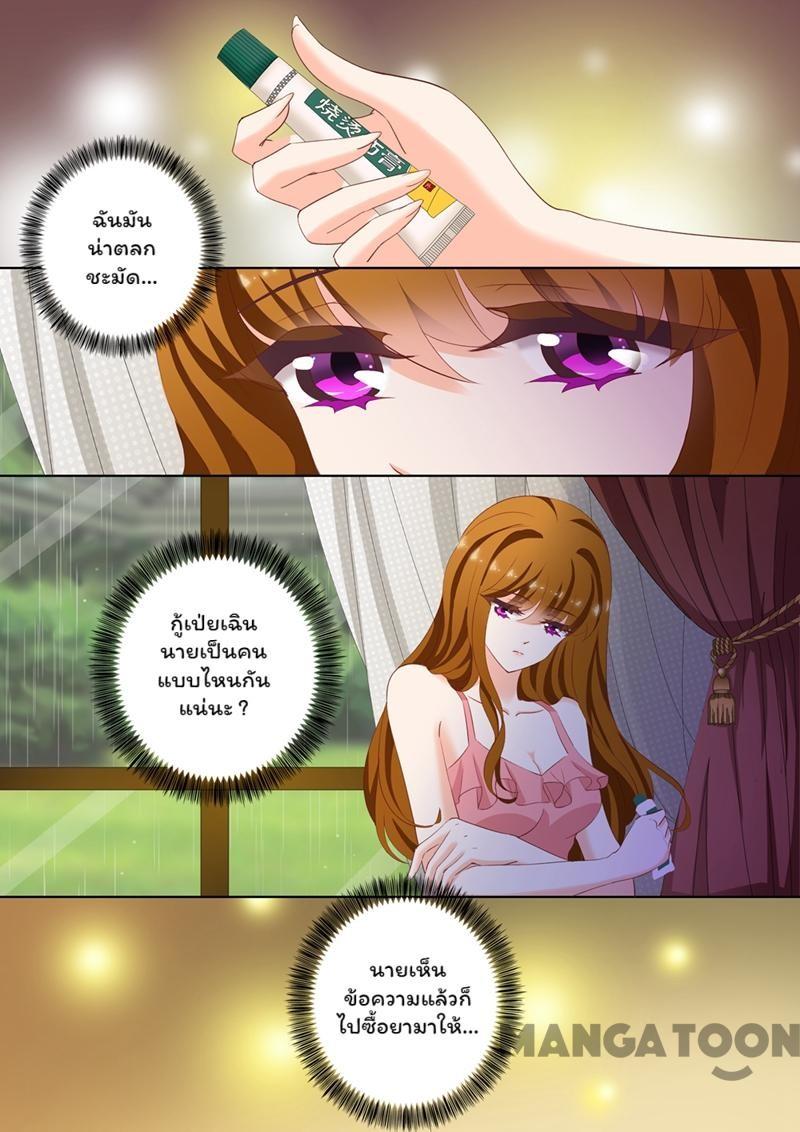 烧烫伤膏
ฉันมัน
น่าตลก
ชะมัด...
กู้เป่ยเฉิน
นายเป็นคน
แบบไหนกัน
แน่นะ ?
นายเห็น
ข้อความแล้วก็
ไปซื้อยามาให้...
MANGATOON